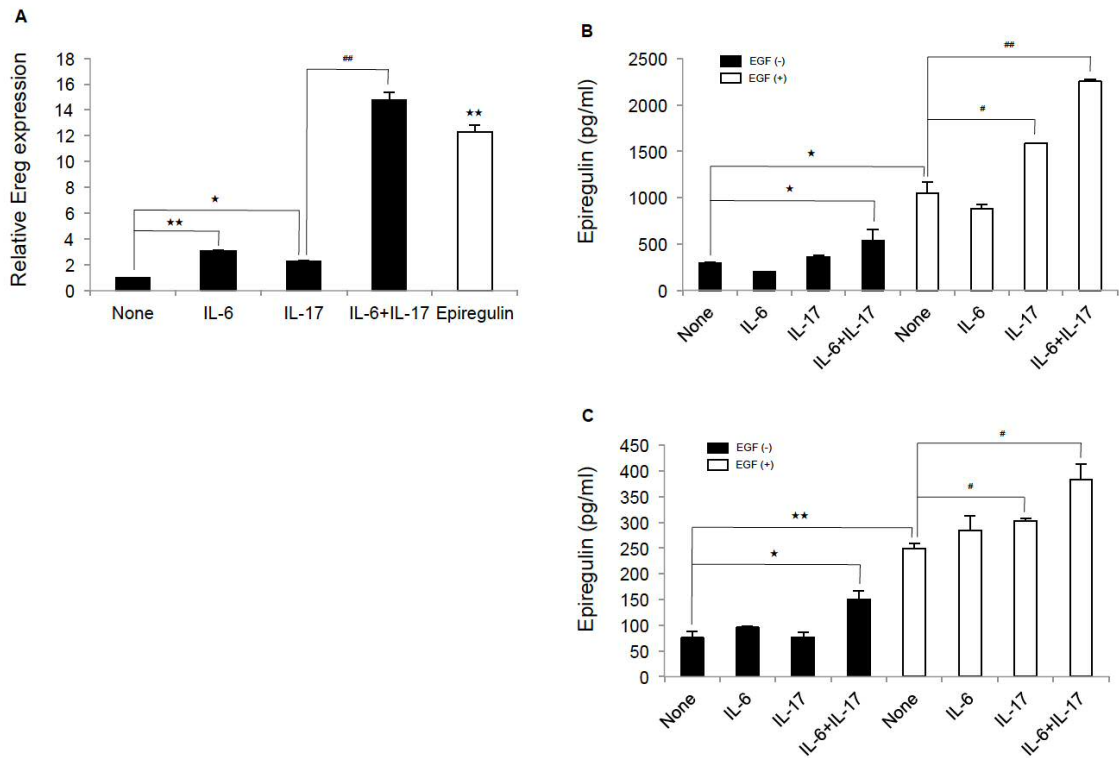 A
Relative Ereg expression
18
16
14
12
10
8
6
4
2
0
##
★★
★
★★
None IL-6 IL-17 IL-6+IL-17 Epiregulin
B
Epiregulin (pg/ml)
2500
2000
1500
1000
500
0
EGF (-)
EGF (+)
##
#
★
★
None IL-6 IL-17 IL-6+IL-17 None IL-6 IL-17 IL-6+IL-17
C
Epiregulin (pg/ml)
450
400
350
300
250
200
150
100
50
0
EGF (-)
EGF (+)
#
#
★★
★
None IL-6 IL-17 IL-6+IL-17 None IL-6 IL-17 IL-6+IL-17